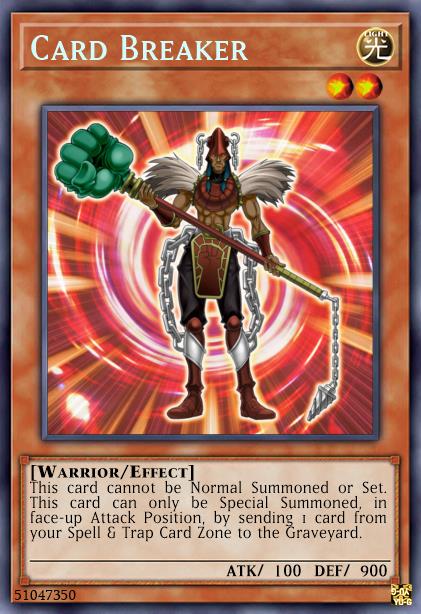 CARD BREAKER
LIGHT
光
[WARRIOR/EFFECT]
This card cannot be Normal Summoned or Set.
This card can only be Special Summoned, in
face-up Attack Position, by sending 1 card from
your Spell & Trap Card Zone to the Graveyard.
ATK/ 100 DEF/ 900
51047350